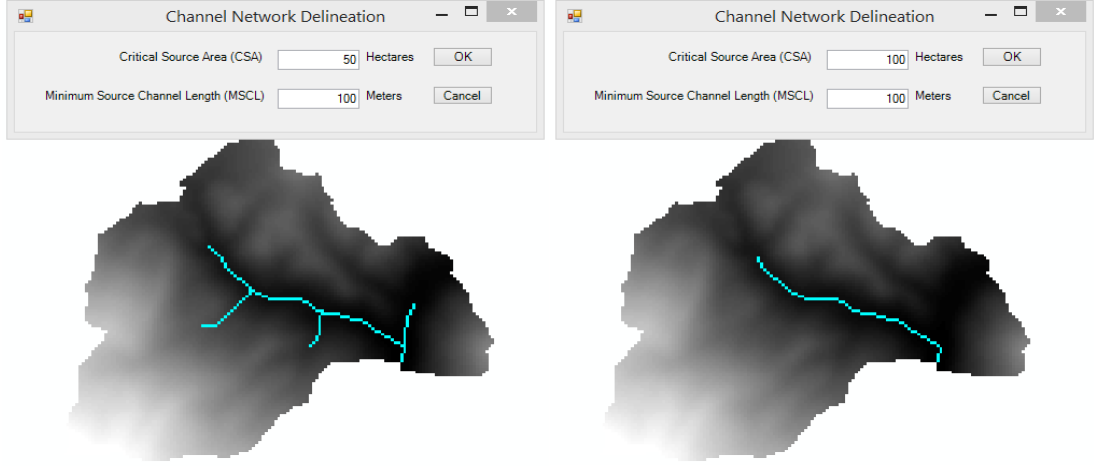 Channel Network Delineation
Critical Source Area (CSA) 50 Hectares OK
Minimum Source Channel Length (MSCL) 100 Meters Cancel
Channel Network Delineation
Critical Source Area (CSA) 100 Hectares OK
Minimum Source Channel Length (MSCL) 100 Meters Cancel